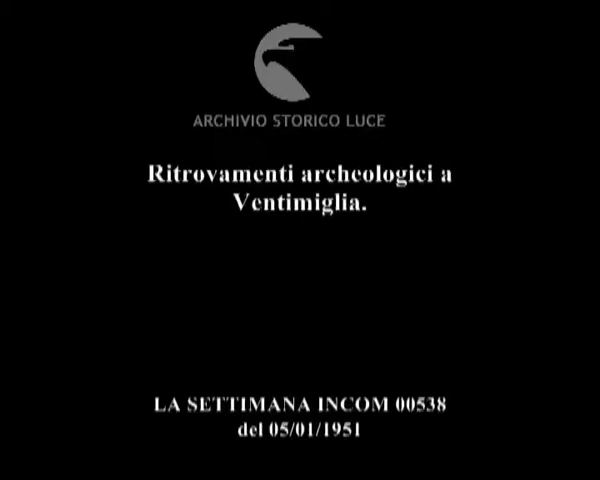 ARCHIVIO STORICO LUCE
Ritrovamenti archeologici a
Ventimiglia.
LA SETTIMANA INCOM 00538
del 05/01/1951